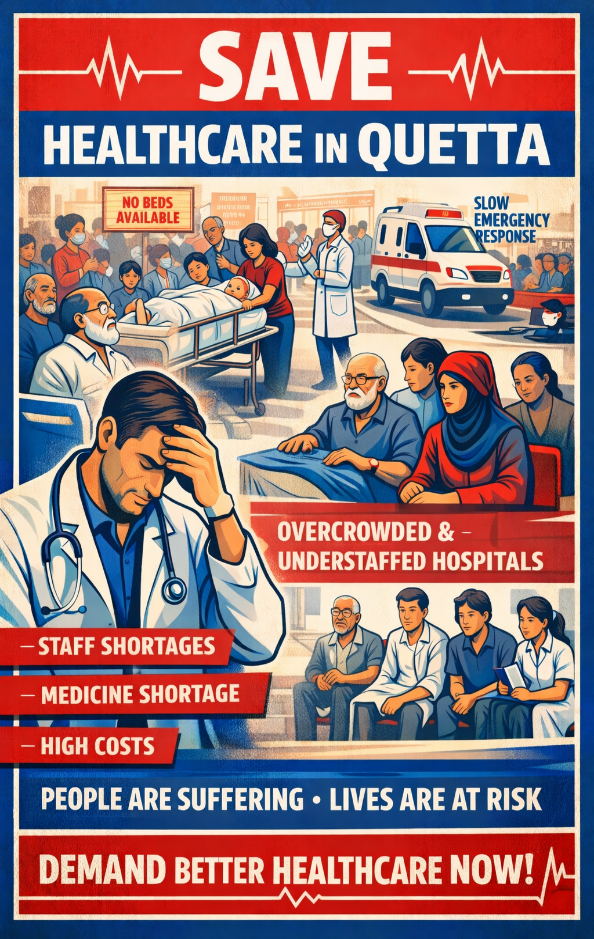 SAVE
HEALTHCARE IN QUETTA
NO BEDS
AVAILABLE
SLOW
EMERGENCY
RESPONSE
OVERCROWDED & –
UNDERSTAFFED HOSPITALS
– STAFF SHORTAGES
– MEDICINE SHORTAGE
– HIGH COSTS
PEOPLE ARE SUFFERING • LIVES ARE AT RISK
DEMAND BETTER HEALTHCARE NOW!